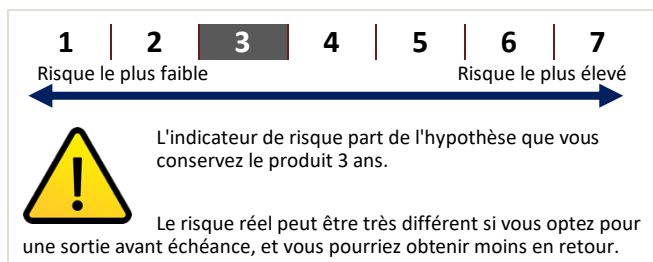 1 2 3 4 5 6 7
Risque le plus faible Risque le plus élevé
L'indicateur de risque part de l'hypothèse que vous
conservez le produit 3 ans.
Le risque réel peut être très différent si vous optez pour
une sortie avant échéance, et vous pourriez obtenir moins en retour.